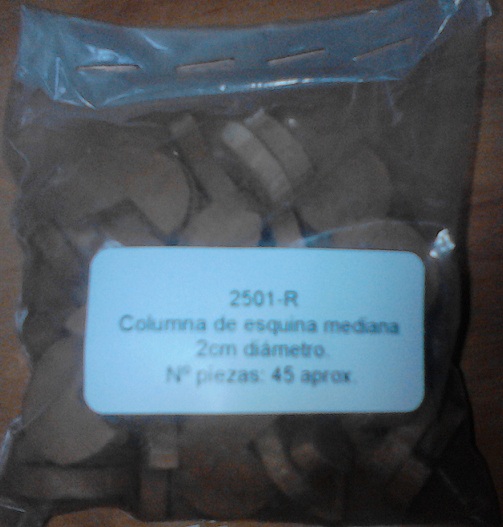 2501-R
Columna de esquina mediana
2cm diámetro.
Nº piezas: 45 aprox.